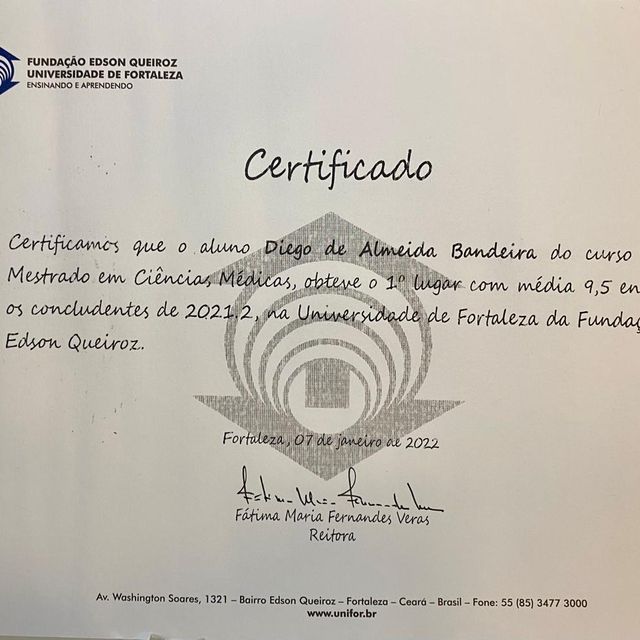 FUNDAÇÃO EDSON QUEIROZ
UNIVERSIDADE DE FORTALEZA
ENSINANDO E APRENDENDO
Certificado
Certificamos que o aluno Diego de Almeida Bandeira do curso
Mestrado em Ciências Médicas, obteve o 1º lugar com média 9,5 en
os concludentes de 2021.2, na Universidade de Fortaleza da Funda
Edson Queiroz.
Fortaleza, 07 de janeiro de 2022
Fátima Maria Fernandes Veras
Reitora
Av. Washington Soares, 1321 – Bairro Edson Queiroz – Fortaleza – Ceará – Brasil – Fone: 55 (85) 3477 3000
www.unifor.br